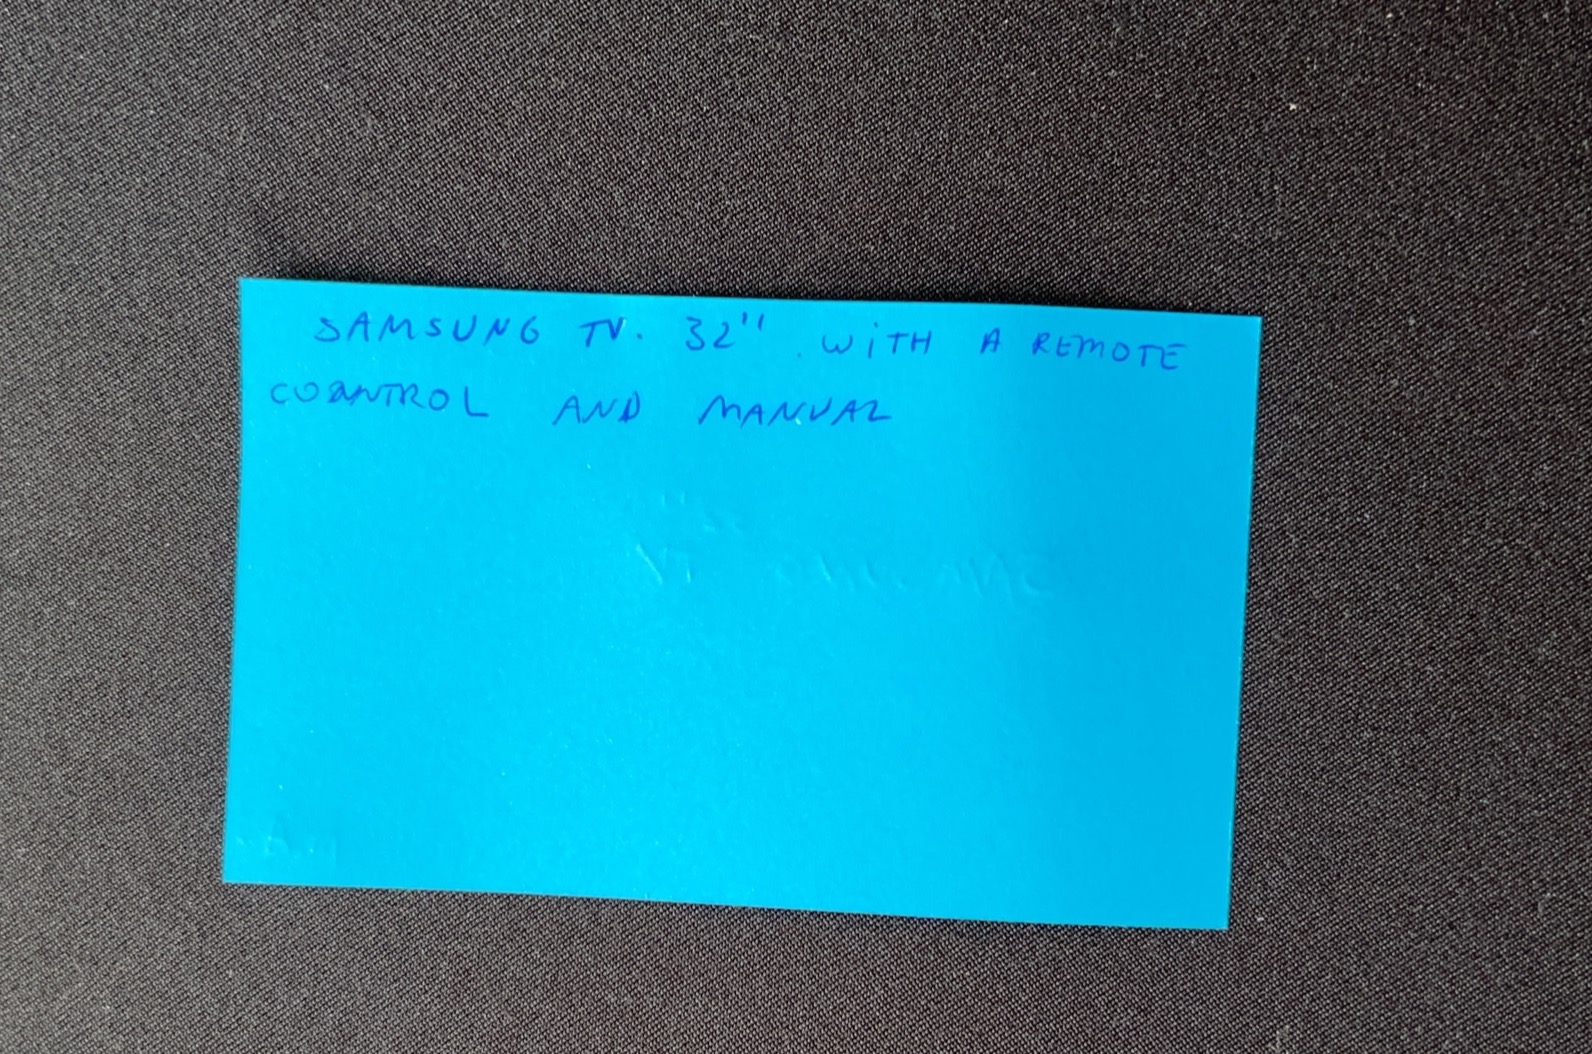 SAMSUNG TV. 32". WITH A REMOTE
CONTROL AND MANUAL